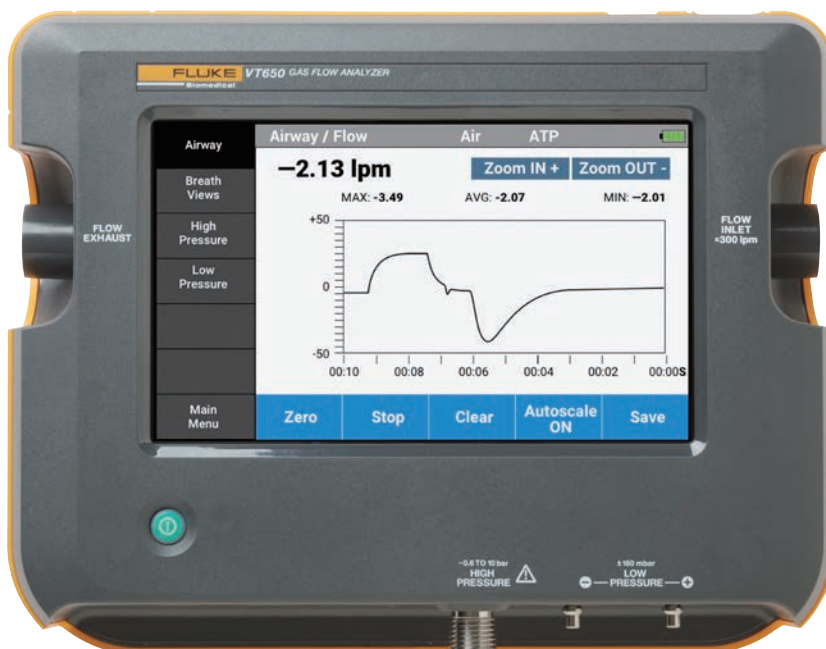 FLUKE VT650 GAS FLOW ANALYZER
Biomedical
Airway
Breath
Views
High
Pressure
Low
Pressure
Main
Menu
Airway / Flow Air ATP
−2.13 lpm
Zoom IN + Zoom OUT -
MAX: -3.49 AVG: -2.07 MIN: −2.01
+50
0
-50
00:10 00:08 00:06 00:04 00:02 00:00S
Zero Stop Clear Autoscale
ON
Save
FLOW
EXHAUST
FLOW
INLET
±300 lpm
-0.8 TO 10 bar
HIGH
PRESSURE
±160 mbar
LOW
PRESSURE